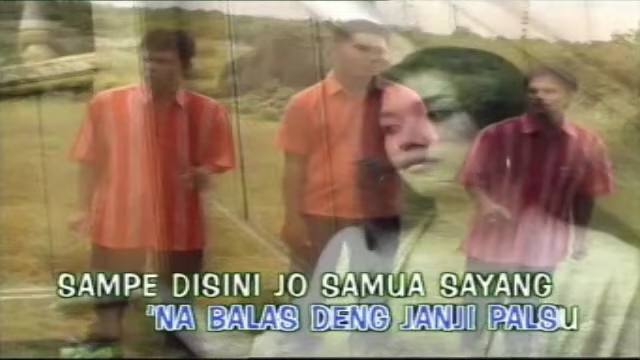 SAMPE DISINI JO SAMUA SAYANG
'NA BALAS DENG JANJI PALSU